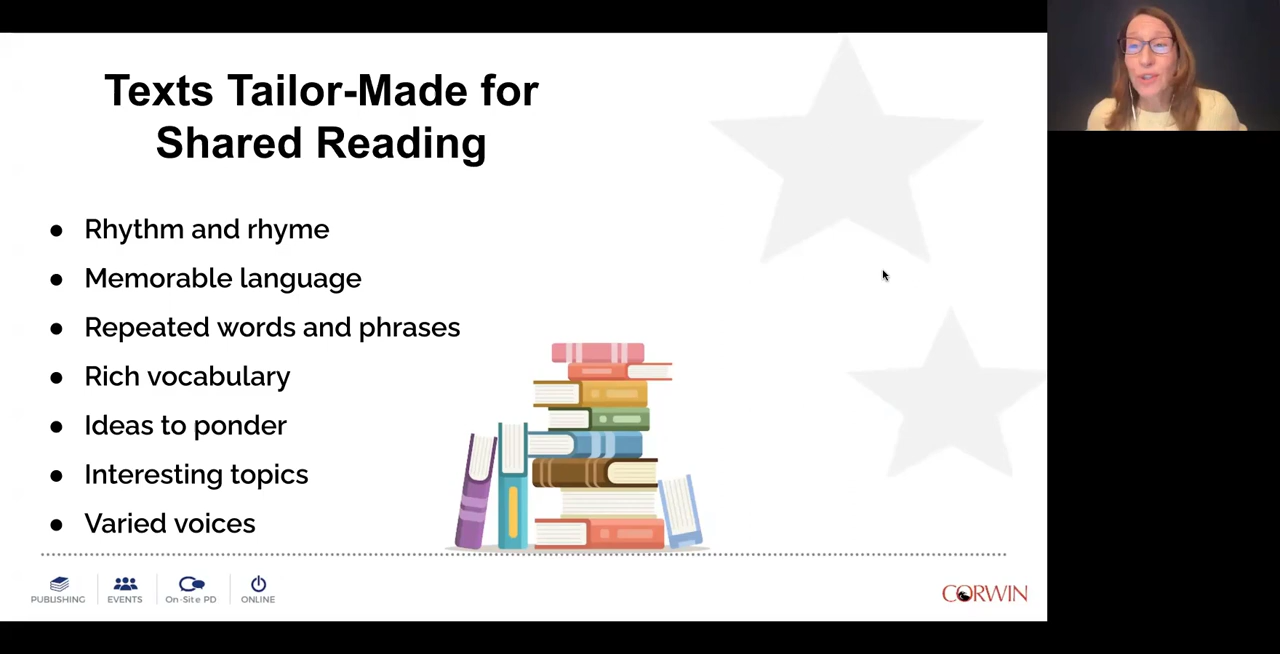 Texts Tailor-Made for
Shared Reading
● Rhythm and rhyme
● Memorable language
● Repeated words and phrases
● Rich vocabulary
● Ideas to ponder
● Interesting topics
● Varied voices
PUBLISHING EVENTS On-Site PD ONLINE
CORWIN